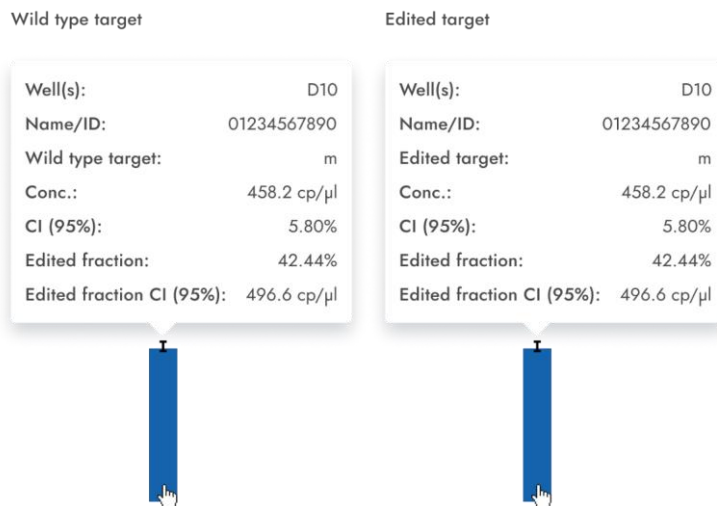 Wild type target
Well(s): D10
Name/ID: 01234567890
Wild type target: m
Conc.: 458.2 cp/µl
CI (95%): 5.80%
Edited fraction: 42.44%
Edited fraction CI (95%): 496.6 cp/µl
Edited target
Well(s): D10
Name/ID: 01234567890
Edited target: m
Conc.: 458.2 cp/µl
CI (95%): 5.80%
Edited fraction: 42.44%
Edited fraction CI (95%): 496.6 cp/µl